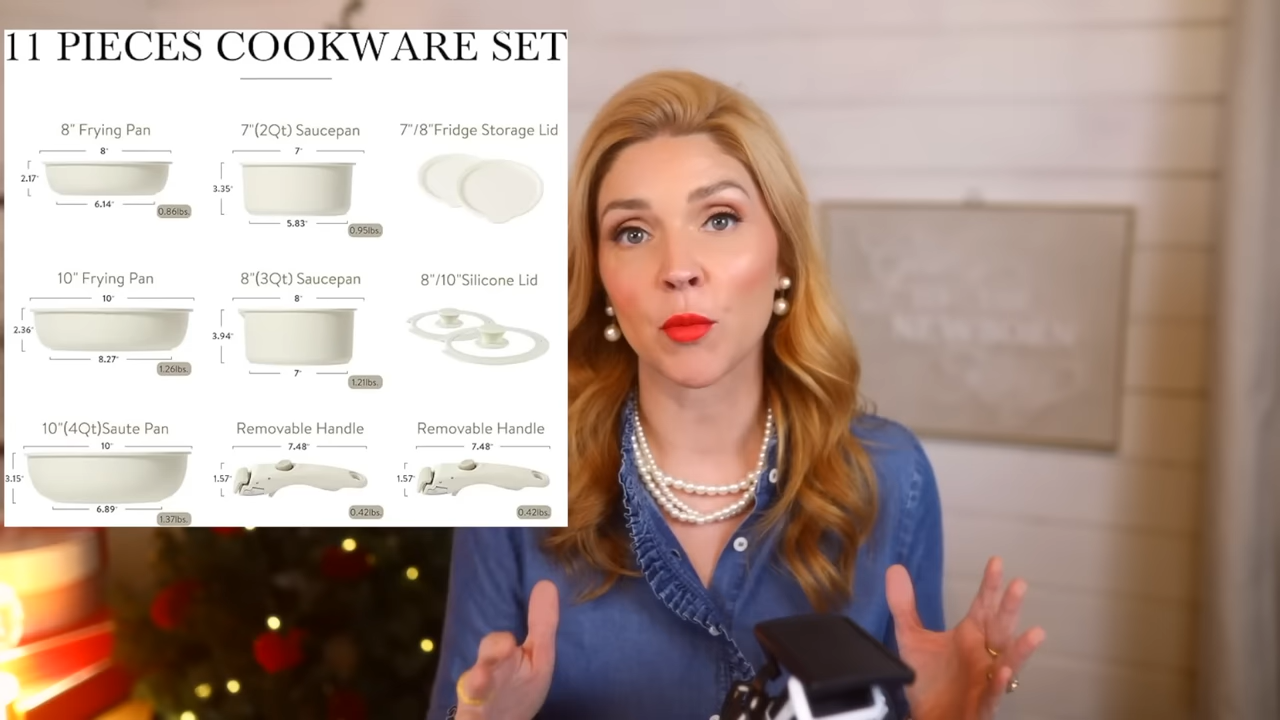 11 PIECES COOKWARE SET
8" Frying Pan
8"
2.17"
6.14"
0.86lbs.
7"(2Qt) Saucepan
7"
3.35"
5.83"
0.95lbs.
7"/8"Fridge Storage Lid
10" Frying Pan
10"
2.36"
8.27"
1.26lbs.
8"(3Qt) Saucepan
8"
3.94"
7"
1.21lbs.
8"/10"Silicone Lid
10"(4Qt)Saute Pan
10"
3.15"
6.89"
1.37lbs.
Removable Handle
7.48"
1.57"
0.42lbs.
Removable Handle
7.48"
1.57"
0.42lbs.
NEWBORN